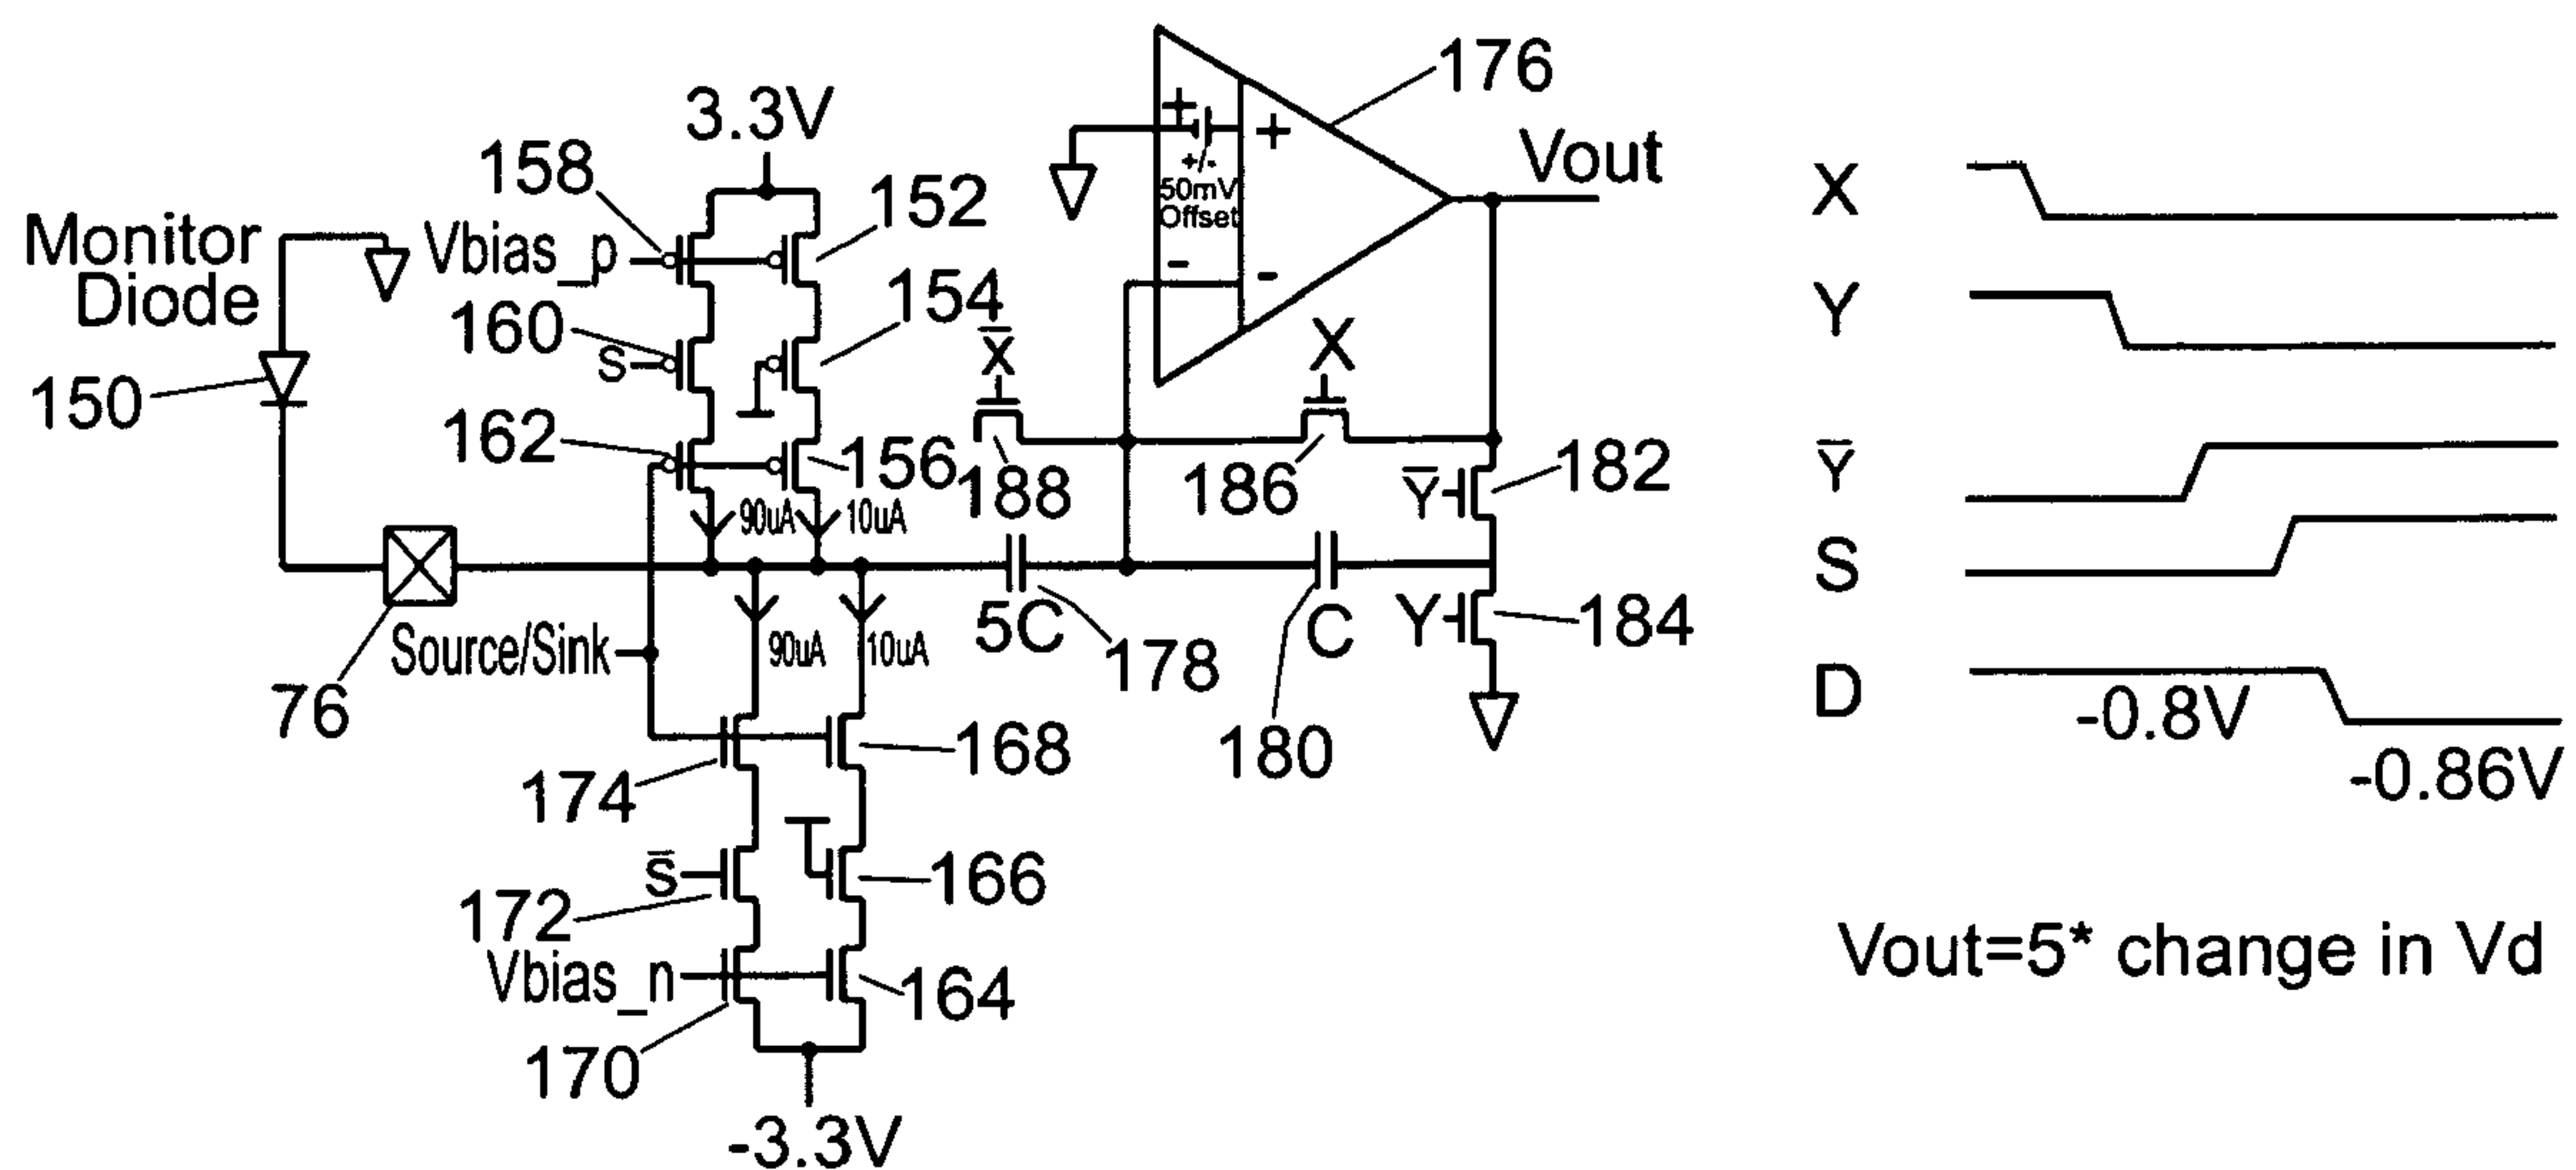 176
3.3V
Vout
158
152
+
+
+/-
50mV
Offset
-
-
X
Monitor
Diode
Vbias_p
154
160
S
X̄
X
Y
150
162
156
188
186
Ȳ
182
Ȳ
90uA
10uA
S
76
Source/Sink
90uA
10uA
5C
178
C
180
Y
184
D
-0.8V
-0.86V
174
168
S̄
172
166
Vbias_n
164
170
-3.3V
Vout=5* change in Vd